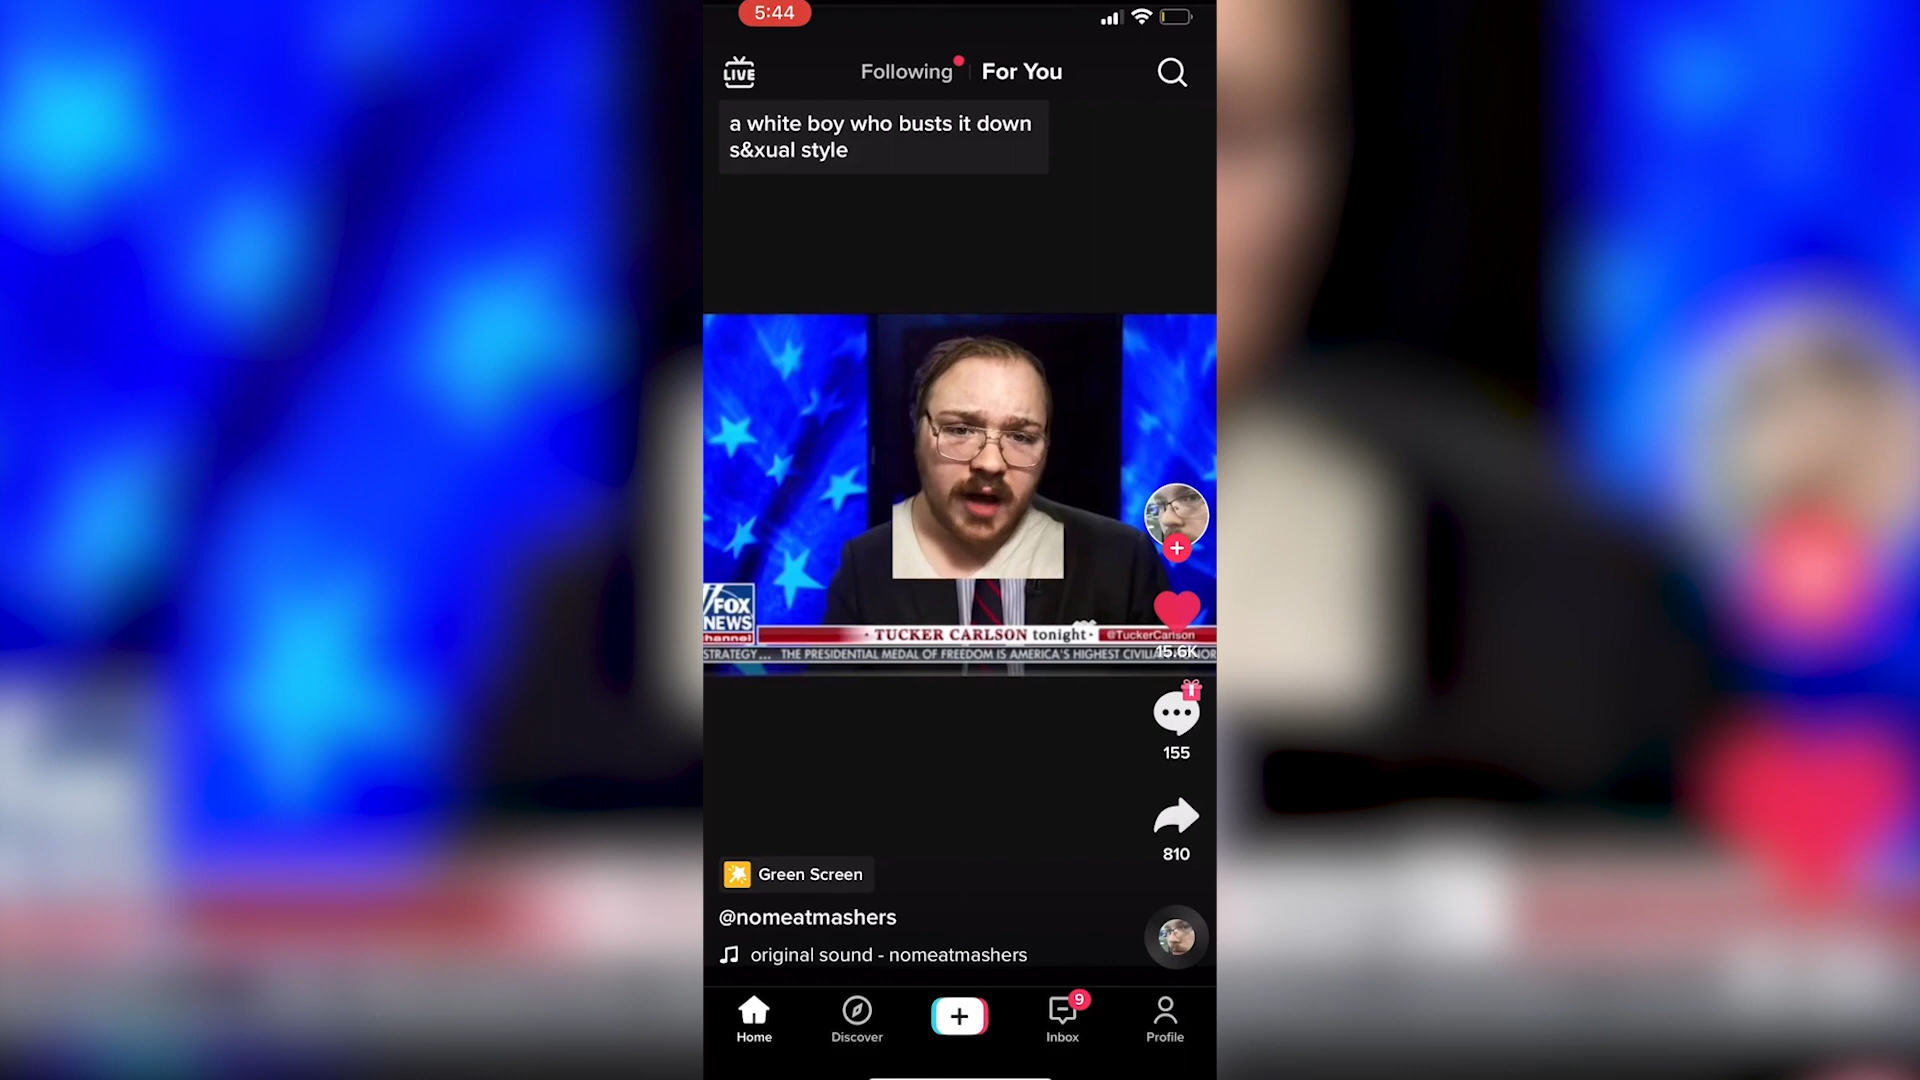 5:44
LIVE
Following
For You
a white boy who busts it down
s&xual style
FOX
NEWS
channel
· TUCKER CARLSON tonight ·
@TuckerCarlson
STRATEGY... THE PRESIDENTIAL MEDAL OF FREEDOM IS AMERICA'S HIGHEST
15.6K
155
810
Green Screen
@nomeatmashers
original sound - nomeatmashers
9
Home
Discover
Inbox
Profile